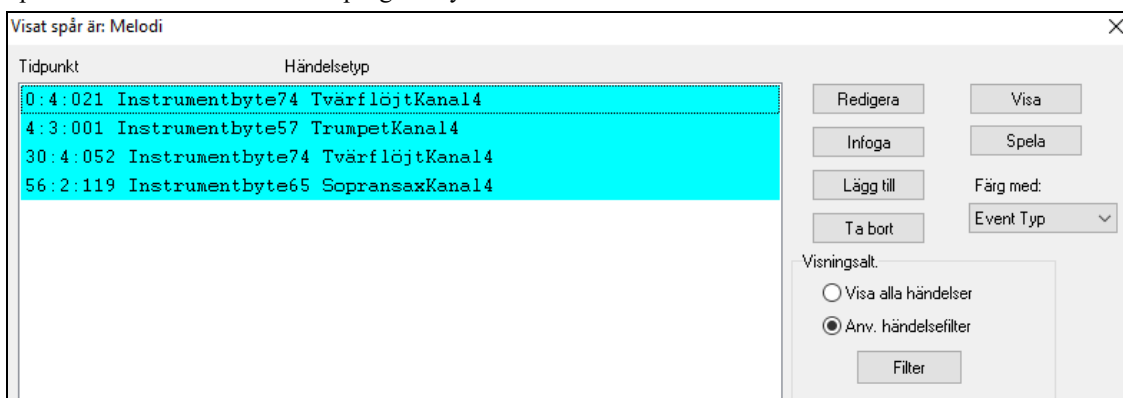 Visat spår är: Melodi
Tidpunkt Händelsetyp
0:4:021 Instrumentbyte74 TvärflöjtKanal4
4:3:001 Instrumentbyte57 TrumpetKanal4
30:4:052 Instrumentbyte74 TvärflöjtKanal4
56:2:119 Instrumentbyte65 SopransaxKanal4
Redigera Visa
Infoga Spela
Lägg till Färg med:
Ta bort Event Typ
Visningsalt.
Visa alla händelser
Anv. händelsefilter
Filter